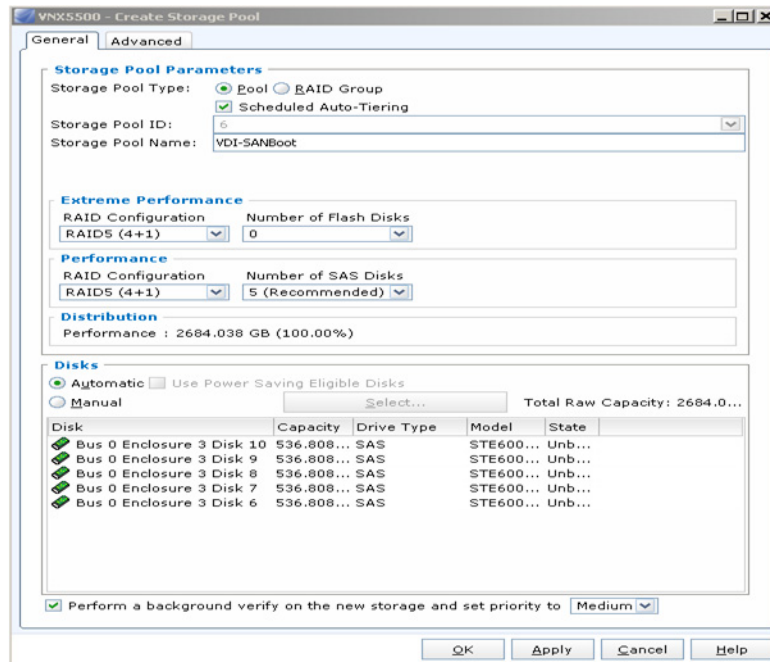 VNX5500 - Create Storage Pool
General Advanced
Storage Pool Parameters
Storage Pool Type: Pool RAID Group
Scheduled Auto-Tiering
Storage Pool ID: 6
Storage Pool Name: VDI-SANBoot
Extreme Performance
RAID Configuration Number of Flash Disks
RAID5 (4+1) 0
Performance
RAID Configuration Number of SAS Disks
RAID5 (4+1) 5 (Recommended)
Distribution
Performance : 2684.038 GB (100.00%)
Disks
Automatic Use Power Saving Eligible Disks
Manual Select... Total Raw Capacity: 2684.0...
Disk Capacity Drive Type Model State
Bus 0 Enclosure 3 Disk 10 536.808... SAS STE600... Unb...
Bus 0 Enclosure 3 Disk 9 536.808... SAS STE600... Unb...
Bus 0 Enclosure 3 Disk 8 536.808... SAS STE600... Unb...
Bus 0 Enclosure 3 Disk 7 536.808... SAS STE600... Unb...
Bus 0 Enclosure 3 Disk 6 536.808... SAS STE600... Unb...
Perform a background verify on the new storage and set priority to Medium
OK Apply Cancel Help